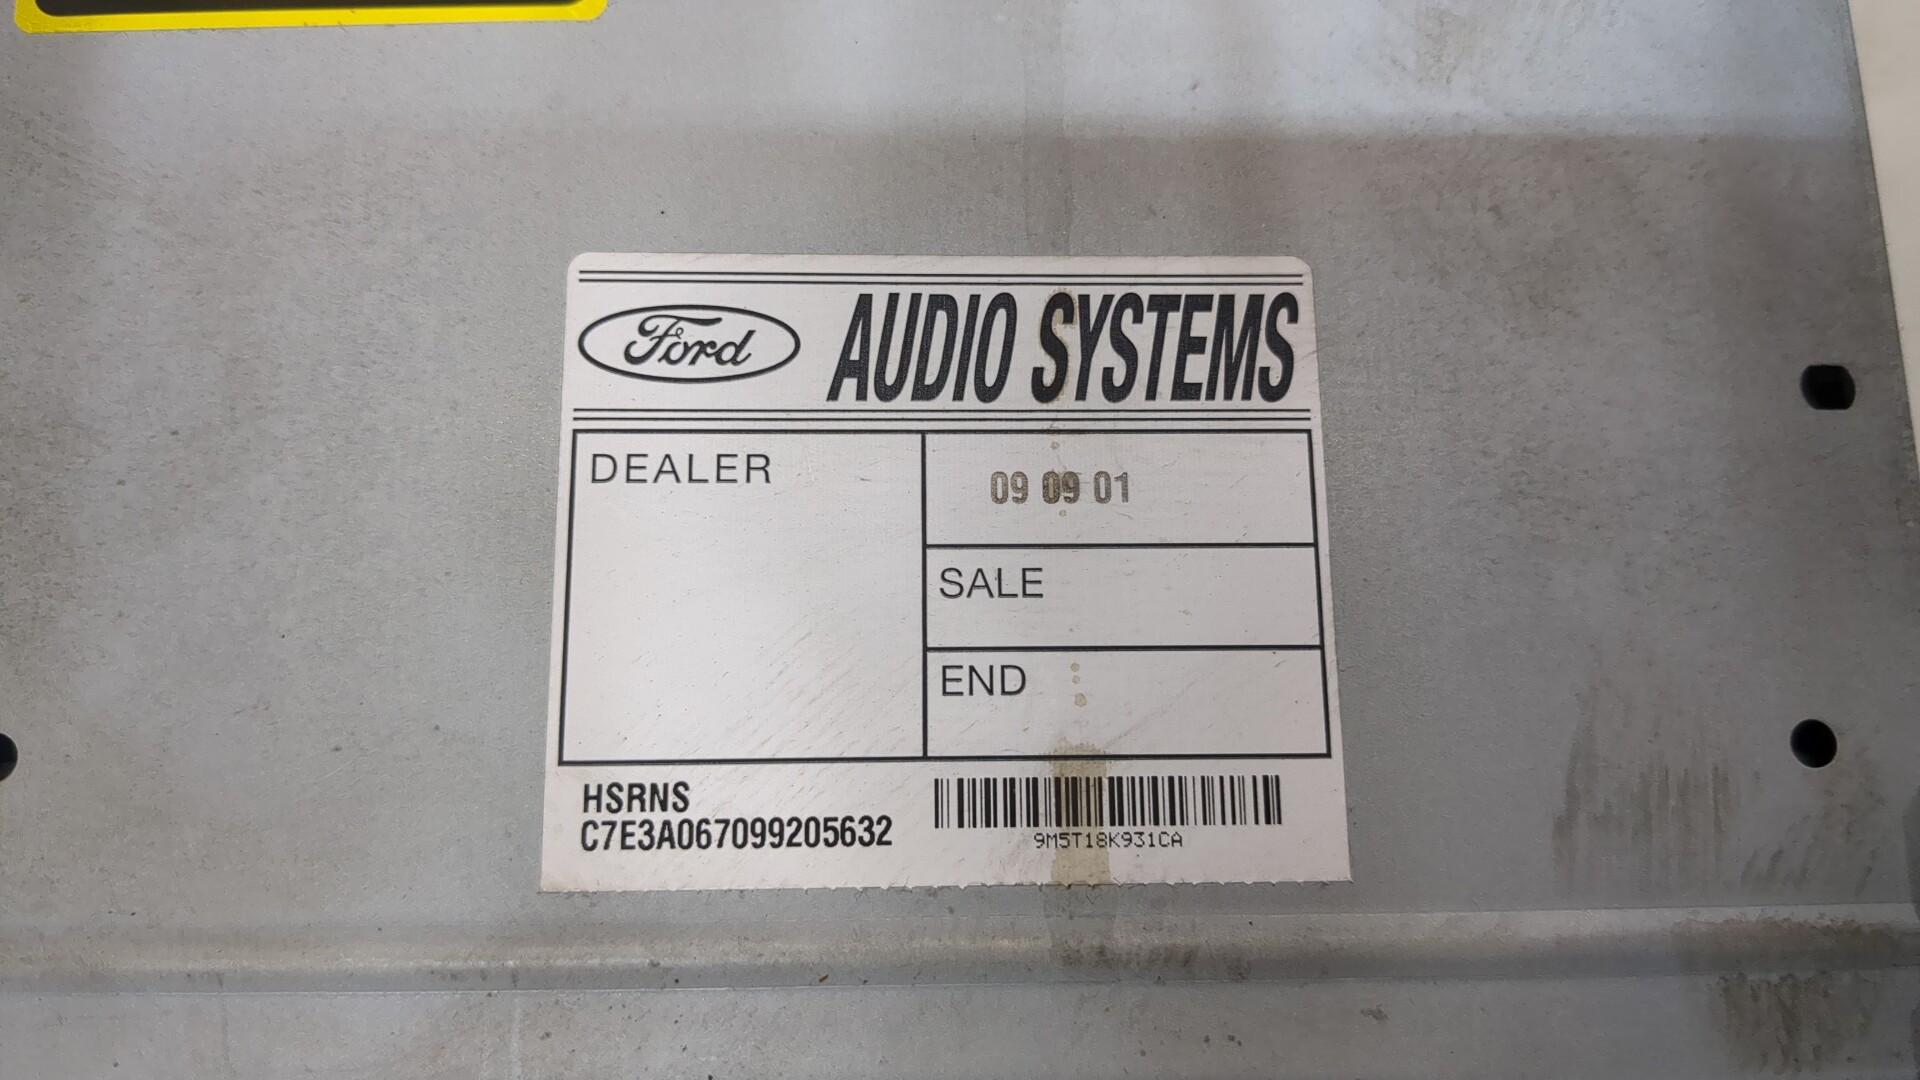 Ford AUDIO SYSTEMS
DEALER
09 09 01
SALE
END
HSRNS
C7E3A067099205632
9M5T18K931CA